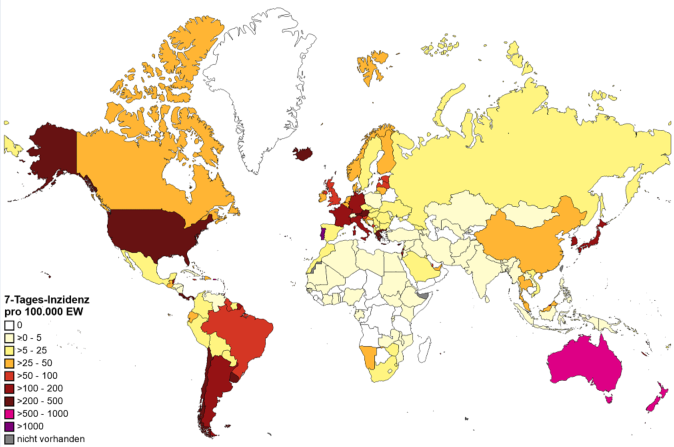 7-Tages-Inzidenz
pro 100.000 EW
0
>0 - 5
>5 - 25
>25 - 50
>50 - 100
>100 - 200
>200 - 500
>500 - 1000
>1000
nicht vorhanden